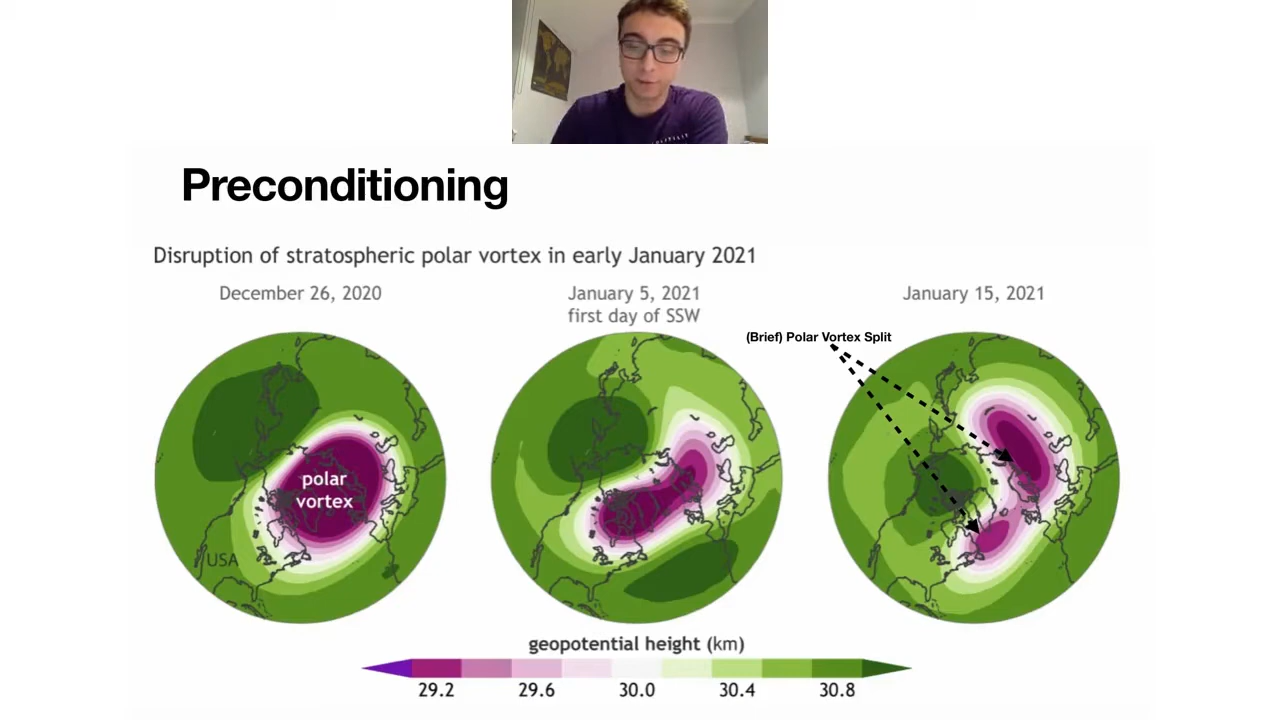 Preconditioning
Disruption of stratospheric polar vortex in early January 2021
December 26, 2020
January 5, 2021
first day of SSW
January 15, 2021
(Brief) Polar Vortex Split
polar
vortex
USA
geopotential height (km)
29.2 29.6 30.0 30.4 30.8